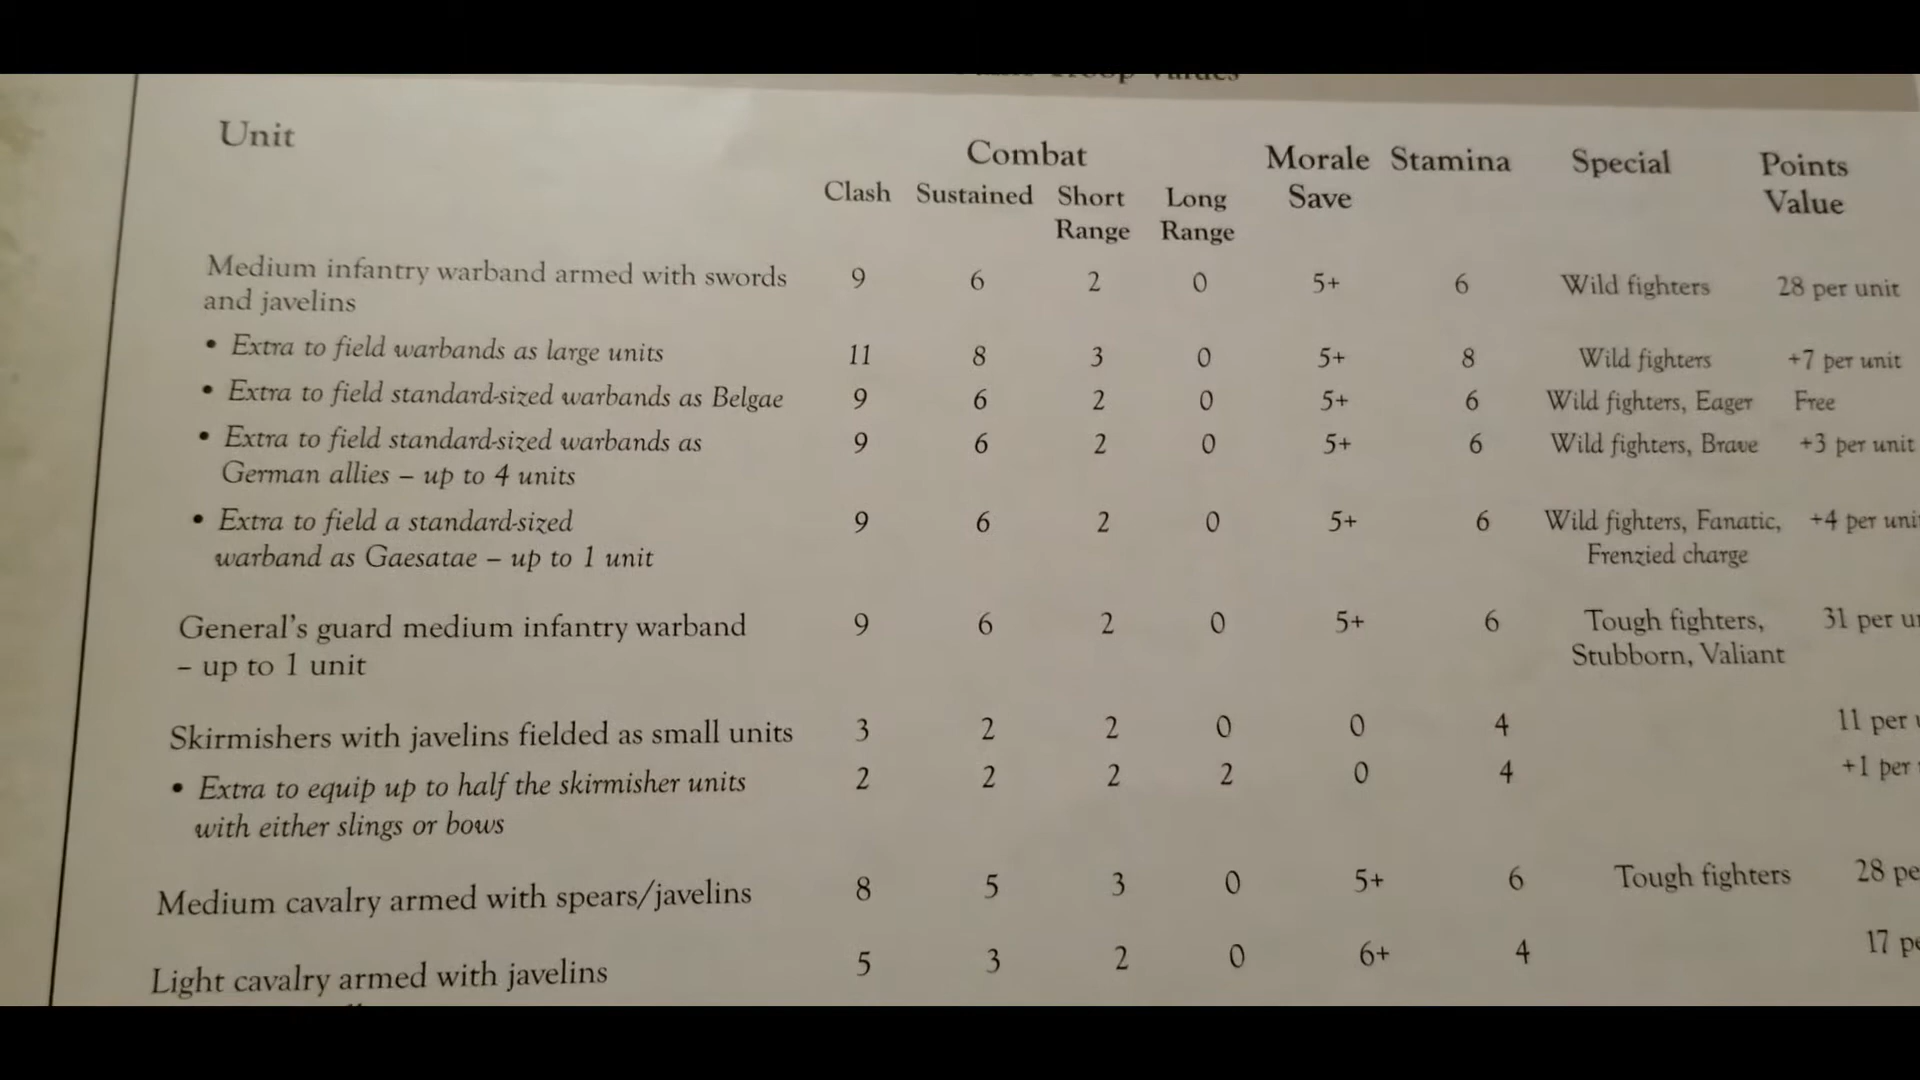 Troop Values
Unit
Combat
Morale Stamina Special Points
Clash Sustained Short Long Save Value
Range Range
Medium infantry warband armed with swords 9 6 2 0 5+ 6 Wild fighters 28 per unit
and javelins
• Extra to field warbands as large units 11 8 3 0 5+ 8 Wild fighters +7 per unit
• Extra to field standard-sized warbands as Belgae 9 6 2 0 5+ 6 Wild fighters, Eager Free
• Extra to field standard-sized warbands as 9 6 2 0 5+ 6 Wild fighters, Brave +3 per unit
German allies – up to 4 units
• Extra to field a standard-sized 9 6 2 0 5+ 6 Wild fighters, Fanatic, +4 per uni
warband as Gaesatae – up to 1 unit Frenzied charge
General's guard medium infantry warband 9 6 2 0 5+ 6 Tough fighters, 31 per u
– up to 1 unit Stubborn, Valiant
Skirmishers with javelins fielded as small units 3 2 2 0 0 4 11 per
• Extra to equip up to half the skirmisher units 2 2 2 2 0 4 +1 per
with either slings or bows
Medium cavalry armed with spears/javelins 8 5 3 0 5+ 6 Tough fighters 28 pe
Light cavalry armed with javelins 5 3 2 0 6+ 4 17 pe